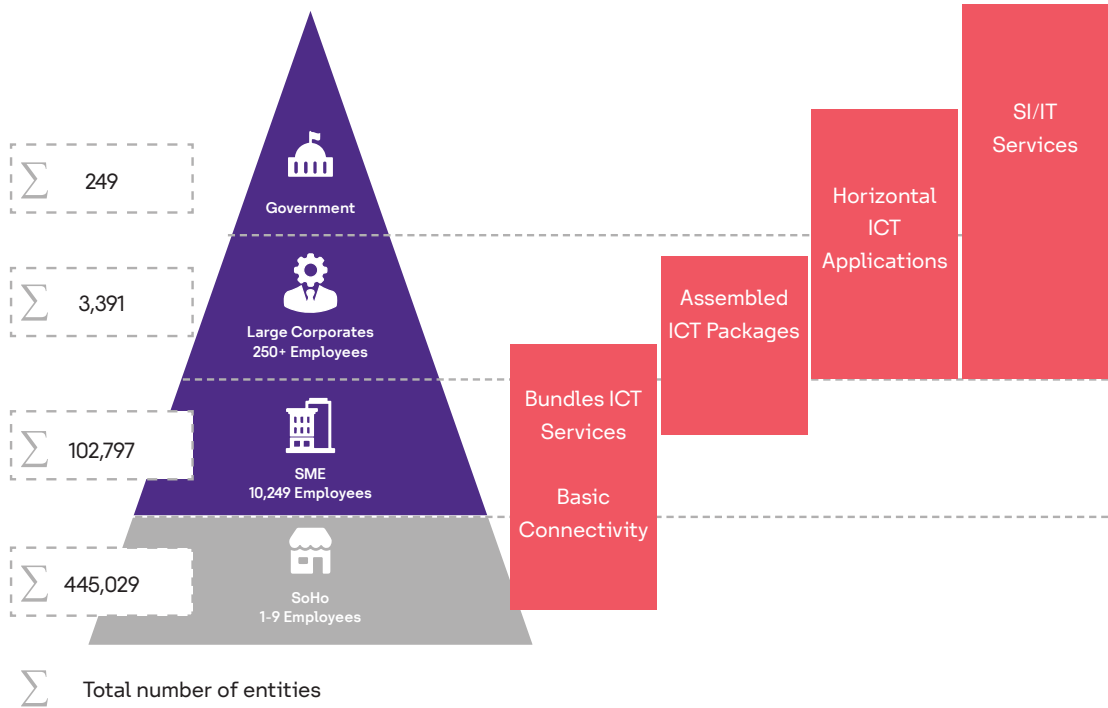 ∑ 249
Government
∑ 3,391
Large Corporates
250+ Employees
∑ 102,797
SME
10,249 Employees
∑ 445,029
SoHo
1-9 Employees
Bundles ICT
Services
Basic
Connectivity
Assembled
ICT Packages
Horizontal
ICT
Applications
SI/IT
Services
∑ Total number of entities